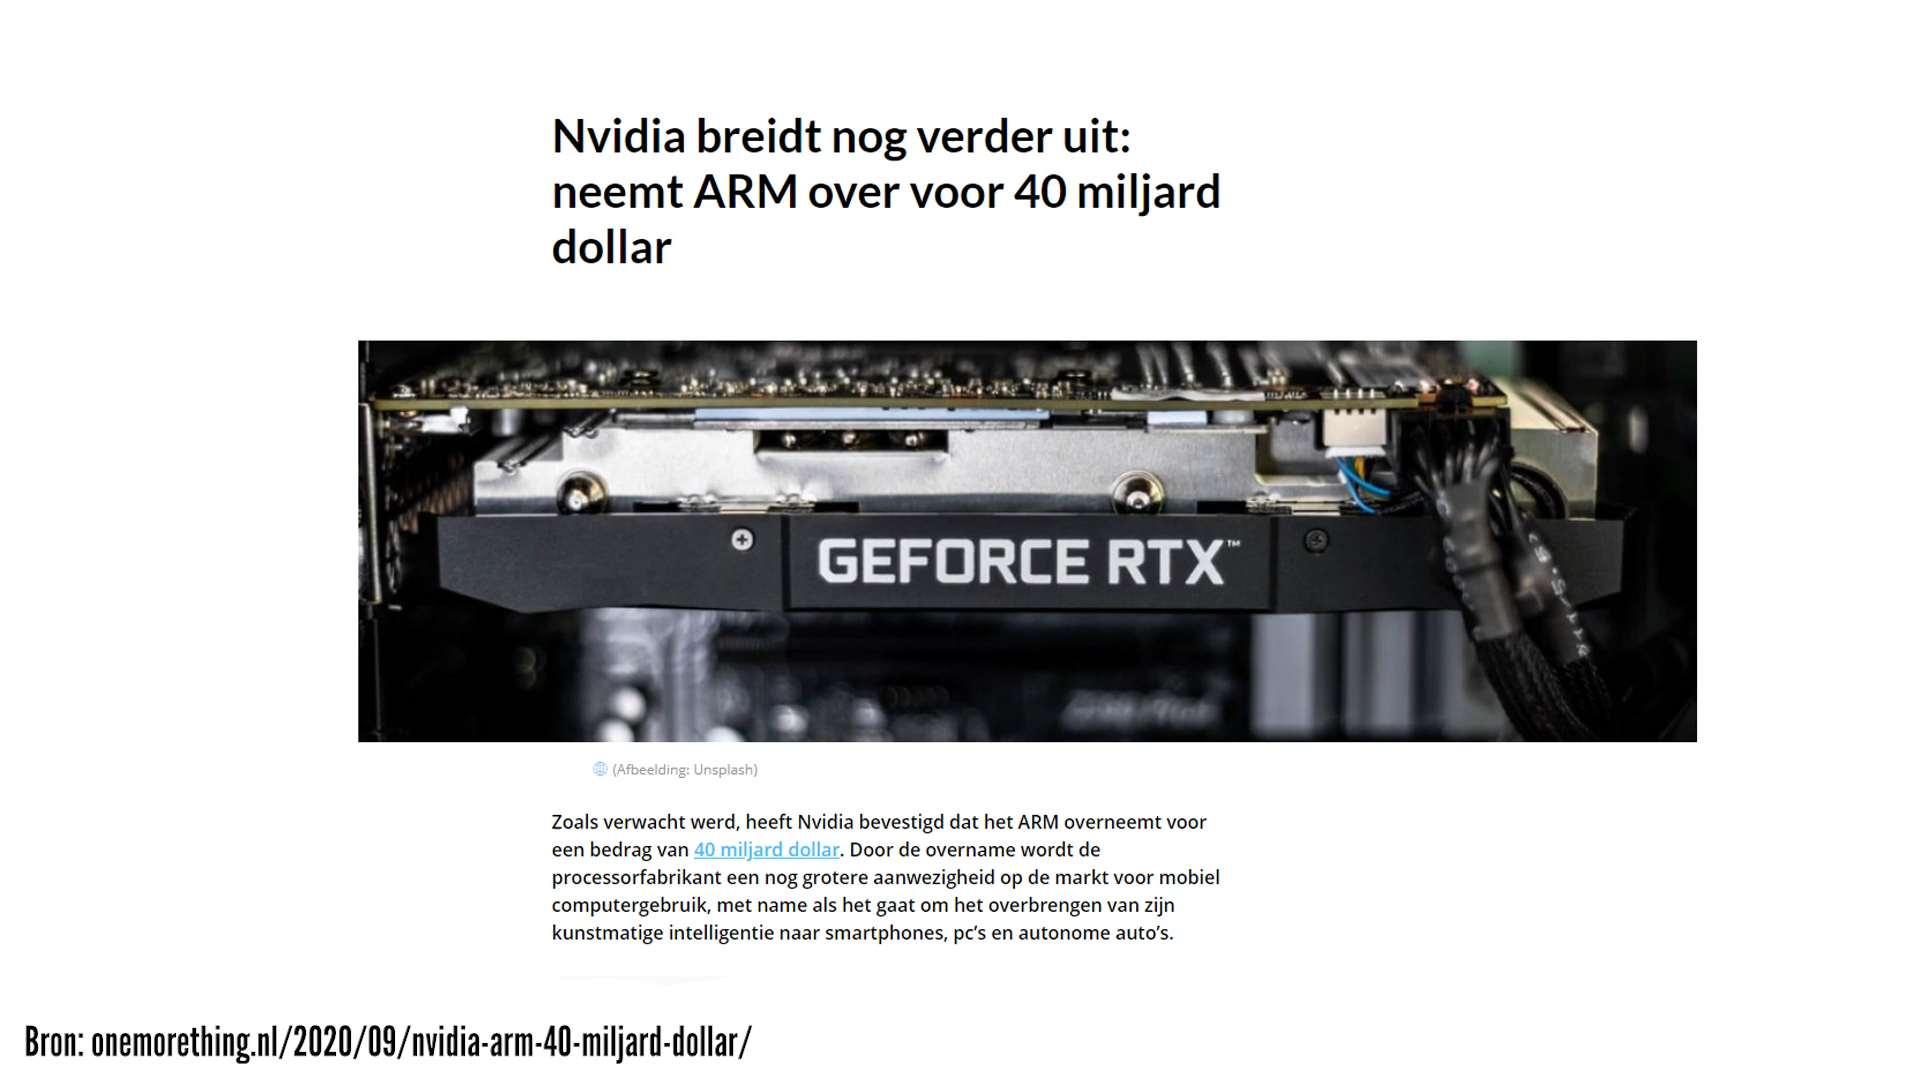 Nvidia breidt nog verder uit:
neemt ARM over voor 40 miljard
dollar
GEFORCE RTX™
(Afbeelding: Unsplash)
Zoals verwacht werd, heeft Nvidia bevestigd dat het ARM overneemt voor
een bedrag van 40 miljard dollar. Door de overname wordt de
processorfabrikant een nog grotere aanwezigheid op de markt voor mobiel
computergebruik, met name als het gaat om het overbrengen van zijn
kunstmatige intelligentie naar smartphones, pc’s en autonome auto’s.
Bron: onemorething.nl/2020/09/nvidia-arm-40-miljard-dollar/